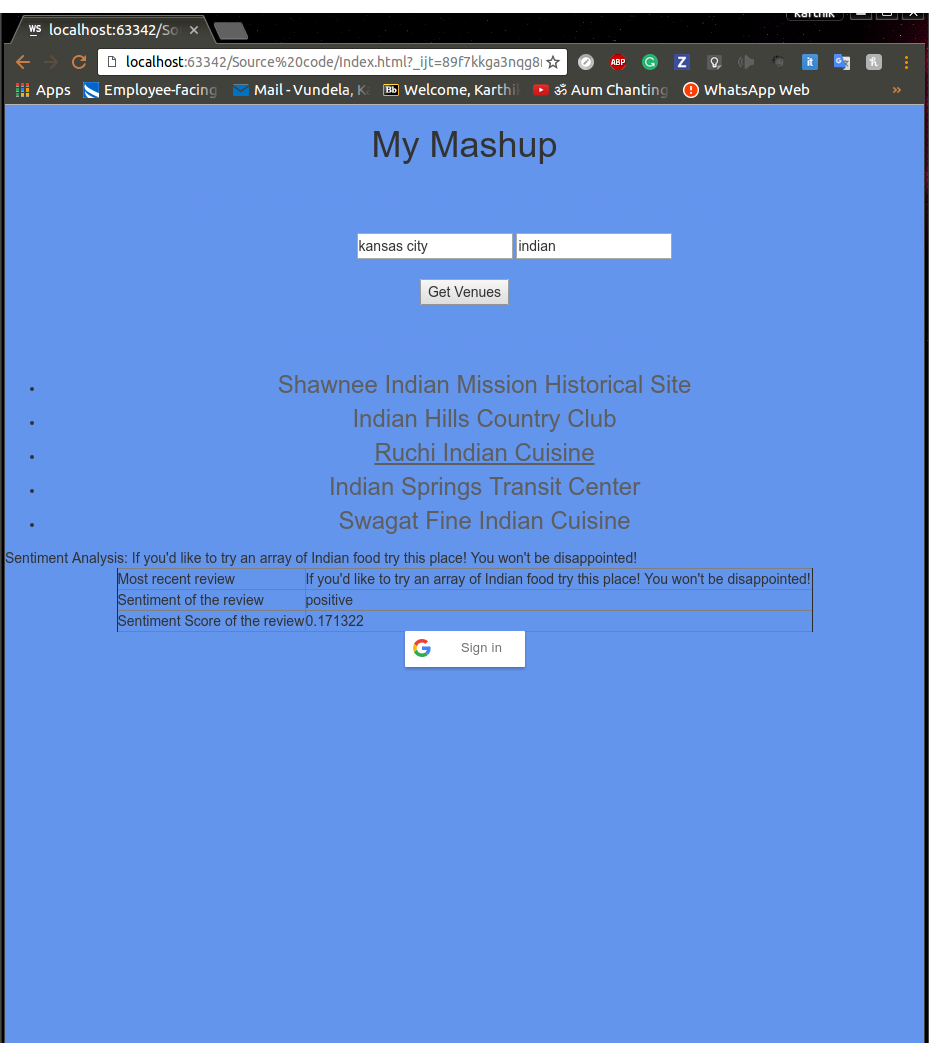 karthik
WS localhost:63342/So ×
localhost:63342/Source%20code/Index.html?_ijt=89f7kkga3nqg8 ABP G Z it G
Apps Employee-facing Mail - Vundela, K Bb Welcome, Karthi ॐ Aum Chanting WhatsApp Web »
My Mashup
kansas city indian
Get Venues
Shawnee Indian Mission Historical Site
Indian Hills Country Club
Ruchi Indian Cuisine
Indian Springs Transit Center
Swagat Fine Indian Cuisine
Sentiment Analysis: If you'd like to try an array of Indian food try this place! You won't be disappointed!
Most recent review If you'd like to try an array of Indian food try this place! You won't be disappointed!
Sentiment of the review positive
Sentiment Score of the review 0.171322
G Sign in